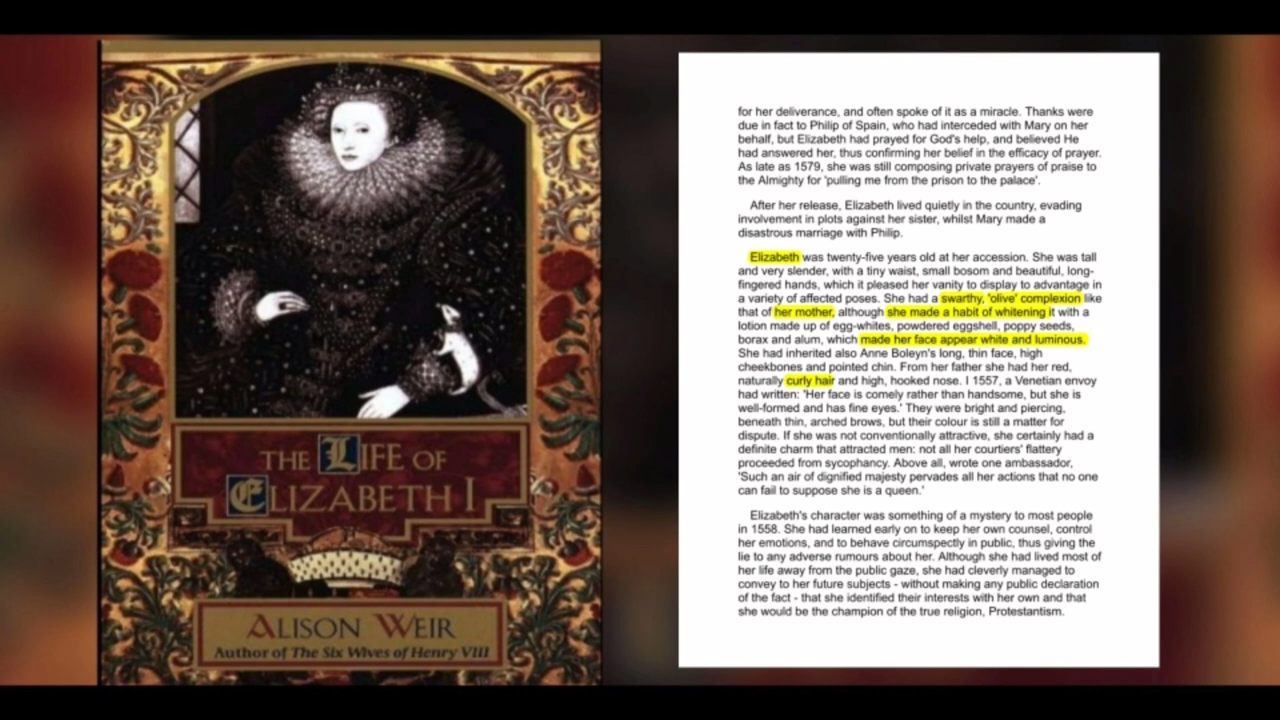 THE LIFE OF
ELIZABETH I
ALISON WEIR
Author of The Six Wives of Henry VIII
for her deliverance, and often spoke of it as a miracle. Thanks were
due in fact to Philip of Spain, who had interceded with Mary on her
behalf, but Elizabeth had prayed for God's help, and believed He
had answered her, thus confirming her belief in the efficacy of prayer.
As late as 1579, she was still composing private prayers of praise to
the Almighty for 'pulling me from the prison to the palace'.
After her release, Elizabeth lived quietly in the country, evading
involvement in plots against her sister, whilst Mary made a
disastrous marriage with Philip.
Elizabeth was twenty-five years old at her accession. She was tall
and very slender, with a tiny waist, small bosom and beautiful, long-
fingered hands, which it pleased her vanity to display to advantage in
a variety of affected poses. She had a swarthy, 'olive' complexion like
that of her mother, although she made a habit of whitening it with a
lotion made up of egg-whites, powdered eggshell, poppy seeds,
borax and alum, which made her face appear white and luminous.
She had inherited also Anne Boleyn's long, thin face, high
cheekbones and pointed chin. From her father she had her red,
naturally curly hair and high, hooked nose. I 1557, a Venetian envoy
had written: 'Her face is comely rather than handsome, but she is
well-formed and has fine eyes.' They were bright and piercing,
beneath thin, arched brows, but their colour is still a matter for
dispute. If she was not conventionally attractive, she certainly had a
definite charm that attracted men: not all her courtiers' flattery
proceeded from sycophancy. Above all, wrote one ambassador,
'Such an air of dignified majesty pervades all her actions that no one
can fail to suppose she is a queen.'
Elizabeth's character was something of a mystery to most people
in 1558. She had learned early on to keep her own counsel, control
her emotions, and to behave circumspectly in public, thus giving the
lie to any adverse rumours about her. Although she had lived most of
her life away from the public gaze, she had cleverly managed to
convey to her future subjects - without making any public declaration
of the fact - that she identified their interests with her own and that
she would be the champion of the true religion, Protestantism.